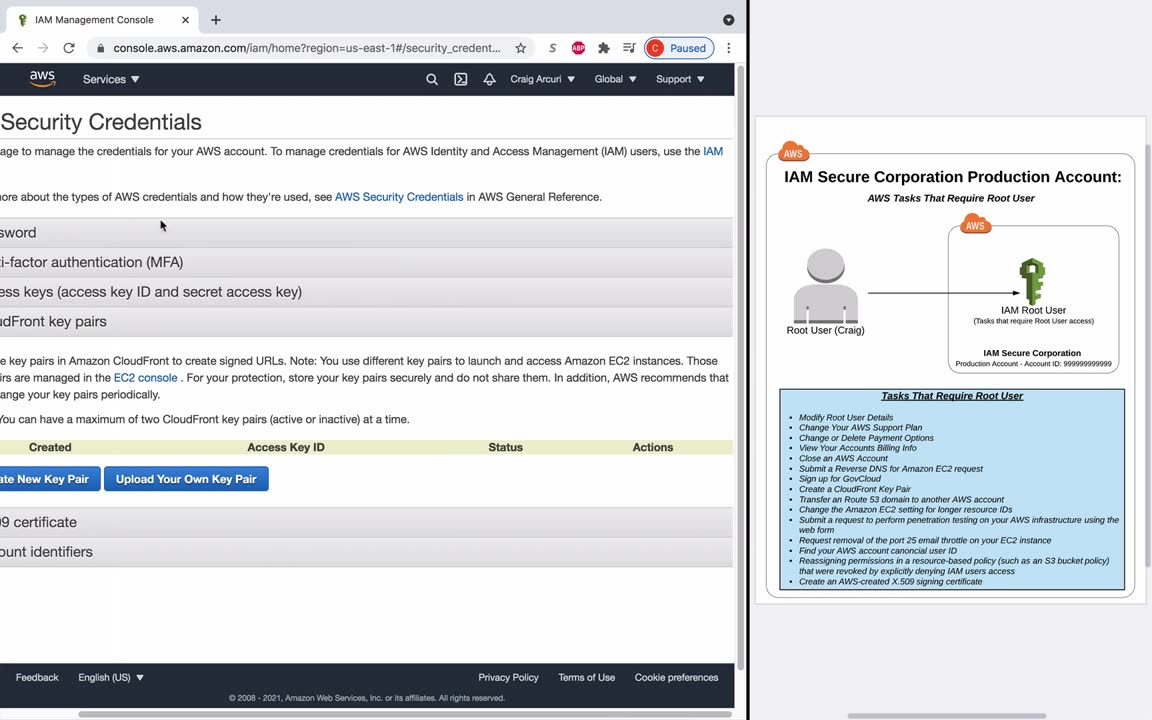 IAM Management Console
console.aws.amazon.com/iam/home?region=us-east-1#/security_credent...
S
ABP
C Paused
aws
Services
Craig Arcuri
Global
Support
Security Credentials
age to manage the credentials for your AWS account. To manage credentials for AWS Identity and Access Management (IAM) users, use the IAM
ore about the types of AWS credentials and how they're used, see AWS Security Credentials in AWS General Reference.
sword
i-factor authentication (MFA)
ess keys (access key ID and secret access key)
udFront key pairs
e key pairs in Amazon CloudFront to create signed URLs. Note: You use different key pairs to launch and access Amazon EC2 instances. Those
irs are managed in the EC2 console . For your protection, store your key pairs securely and do not share them. In addition, AWS recommends that
ange your key pairs periodically.
You can have a maximum of two CloudFront key pairs (active or inactive) at a time.
Created Access Key ID Status Actions
ate New Key Pair
Upload Your Own Key Pair
09 certificate
ount identifiers
Feedback
English (US)
Privacy Policy
Terms of Use
Cookie preferences
© 2008 - 2021, Amazon Web Services, Inc. or its affiliates. All rights reserved.
AWS
IAM Secure Corporation Production Account:
AWS Tasks That Require Root User
AWS
Root User (Craig)
IAM Root User
(Tasks that require Root User access)
IAM Secure Corporation
Production Account - Account ID: 999999999999
Tasks That Require Root User
• Modify Root User Details
• Change Your AWS Support Plan
• Change or Delete Payment Options
• View Your Accounts Billing Info
• Close an AWS Account
• Submit a Reverse DNS for Amazon EC2 request
• Sign up for GovCloud
• Create a CloudFront Key Pair
• Transfer an Route 53 domain to another AWS account
• Change the Amazon EC2 setting for longer resource IDs
• Submit a request to perform penetration testing on your AWS infrastructure using the
web form
• Request removal of the port 25 email throttle on your EC2 instance
• Find your AWS account canoncial user ID
• Reassigning permissions in a resource-based policy (such as an S3 bucket policy)
that were revoked by explicitly denying IAM users access
• Create an AWS-created X.509 signing certificate